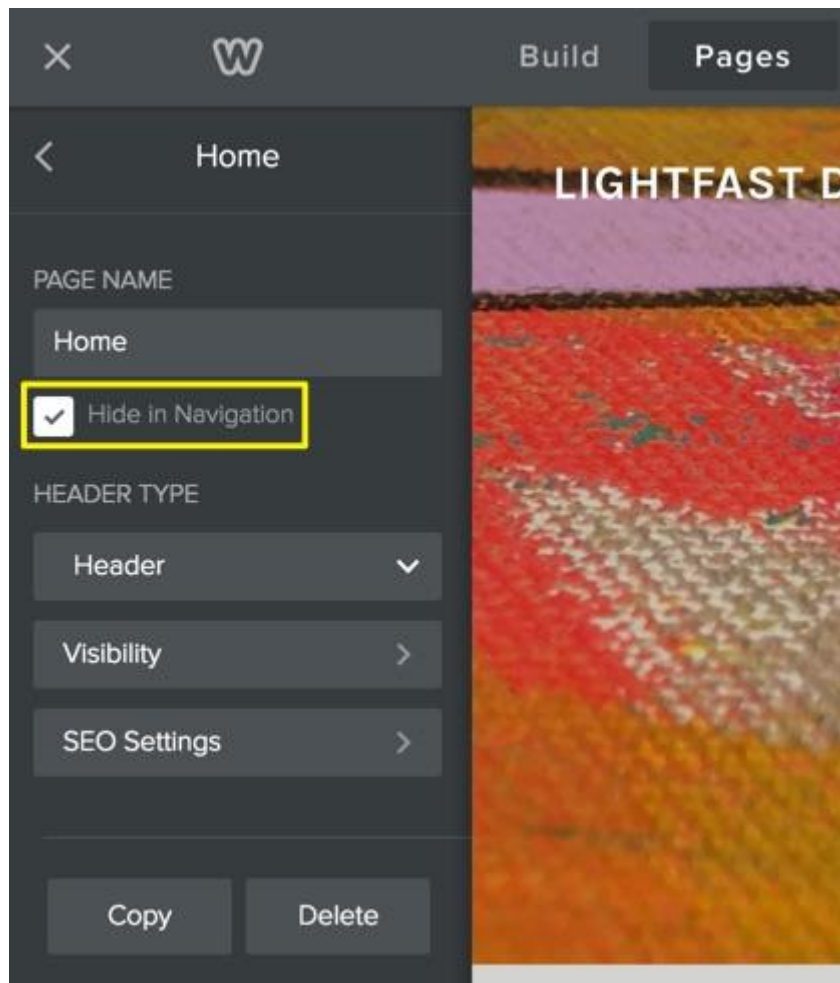 Build
Pages
Home
LIGHTFAST D
PAGE NAME
Home
Hide in Navigation
HEADER TYPE
Header
Visibility
SEO Settings
Copy
Delete